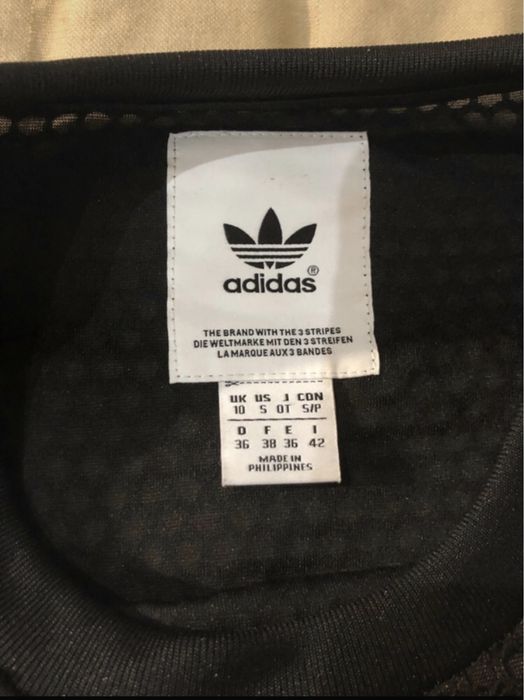 adidas®
THE BRAND WITH THE 3 STRIPES
DIE WELTMARKE MIT DEN 3 STREIFEN
LA MARQUE AUX 3 BANDES
UK US J CDN
10 S OT S/P
D F E I
36 38 36 42
MADE IN
PHILIPPINES